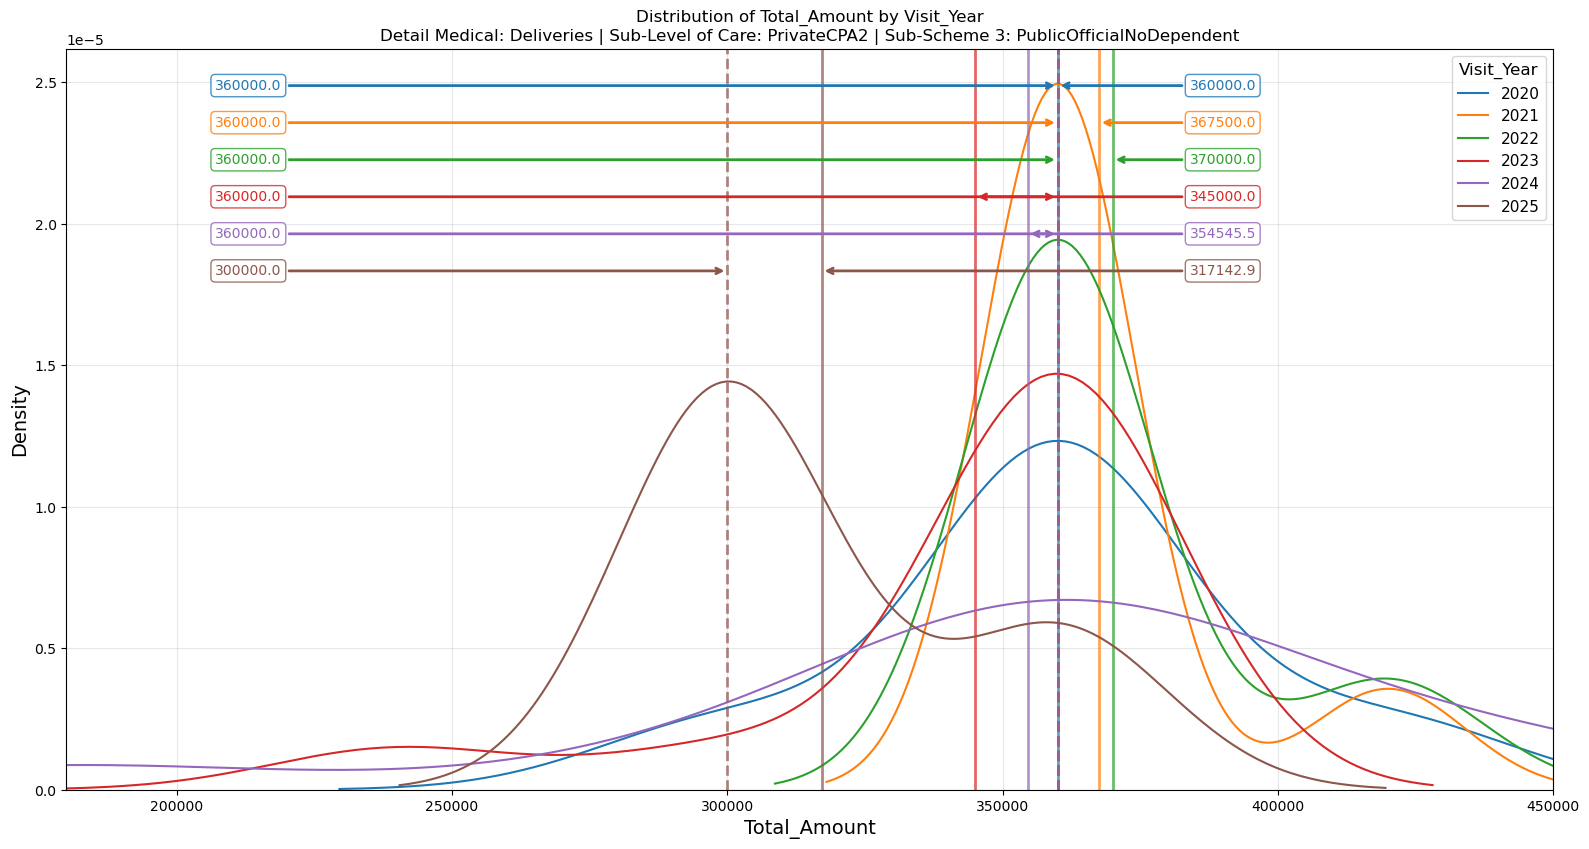 Distribution of Total_Amount by Visit_Year
Detail Medical: Deliveries | Sub-Level of Care: PrivateCPA2 | Sub-Scheme 3: PublicOfficialNoDependent
1e−5
2.5
2.0
1.5
1.0
0.5
0.0
Density
360000.0 360000.0
360000.0 367500.0
360000.0 370000.0
360000.0 345000.0
360000.0 354545.5
300000.0 317142.9
Visit_Year
2020
2021
2022
2023
2024
2025
200000 250000 300000 350000 400000 450000
Total_Amount